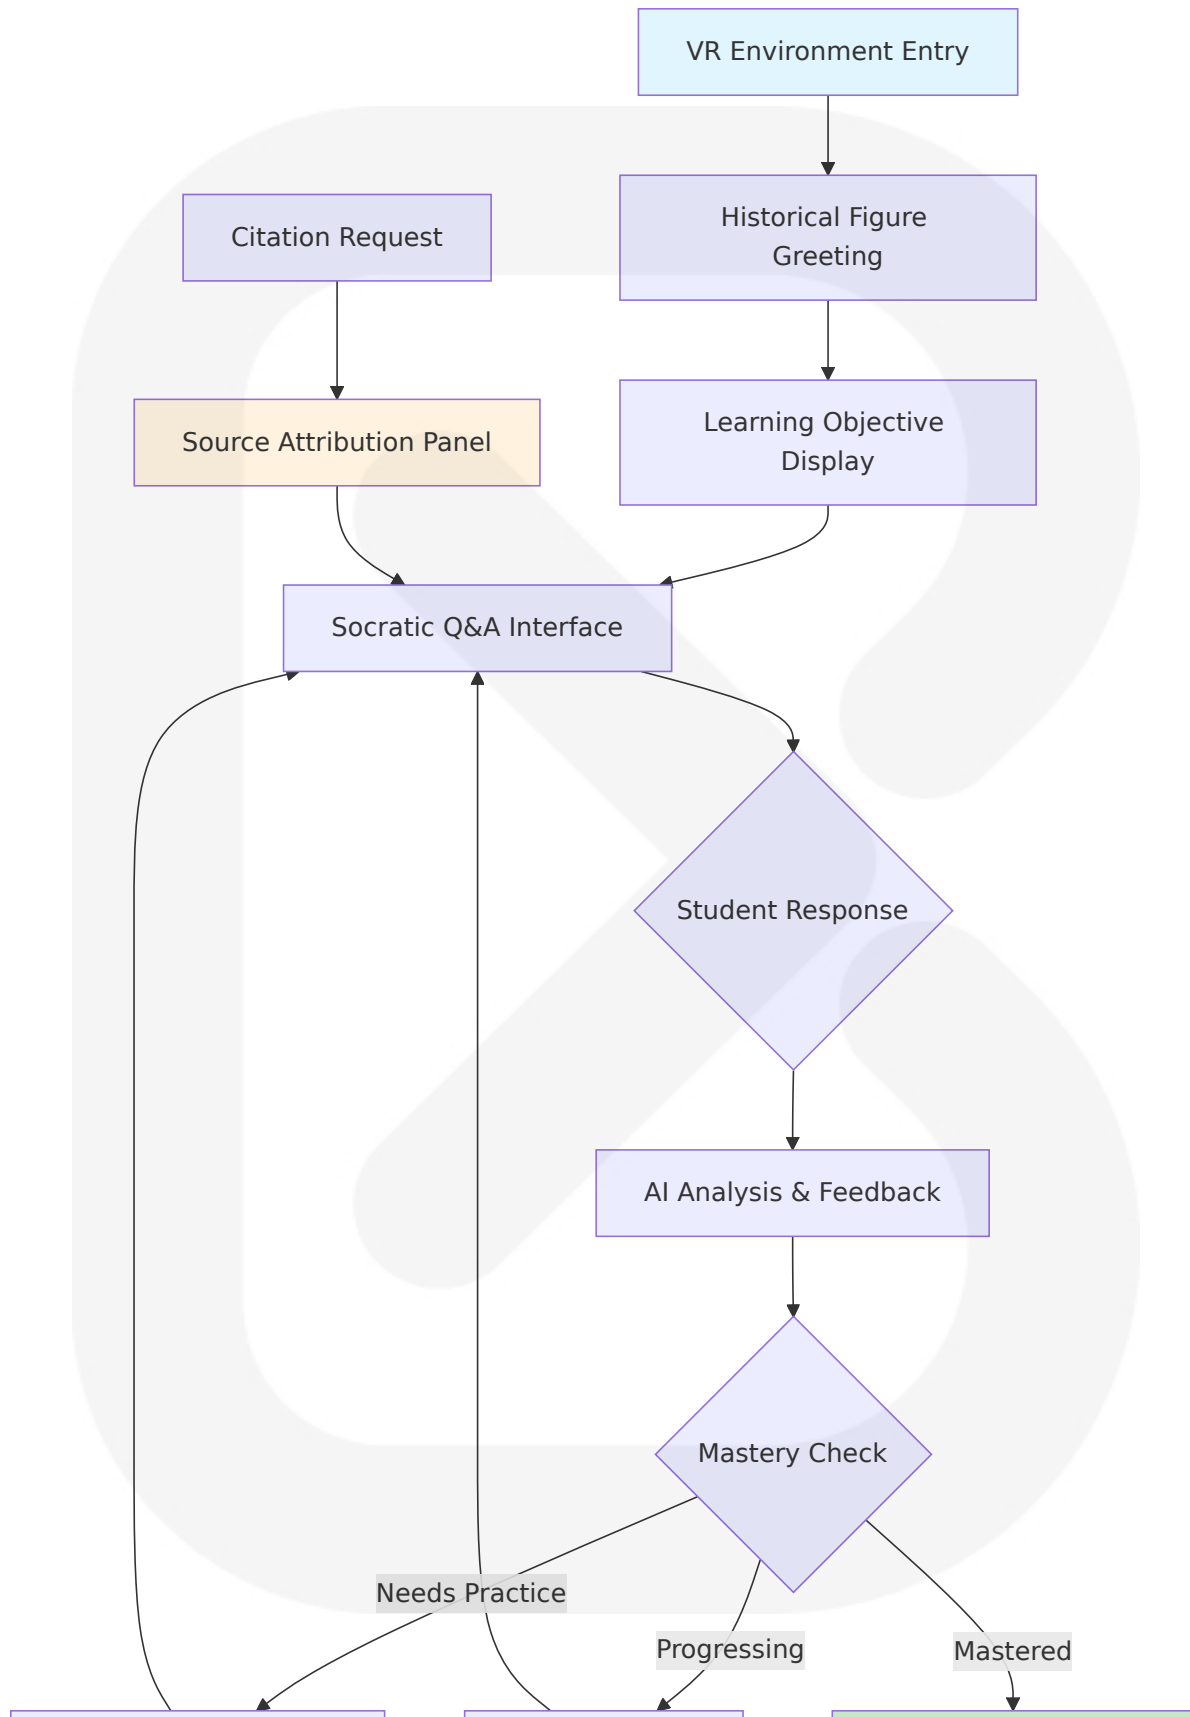 VR Environment Entry
Citation Request
Historical Figure
Greeting
Source Attribution Panel
Learning Objective
Display
Socratic Q&A Interface
Student Response
AI Analysis & Feedback
Mastery Check
Needs Practice
Progressing
Mastered